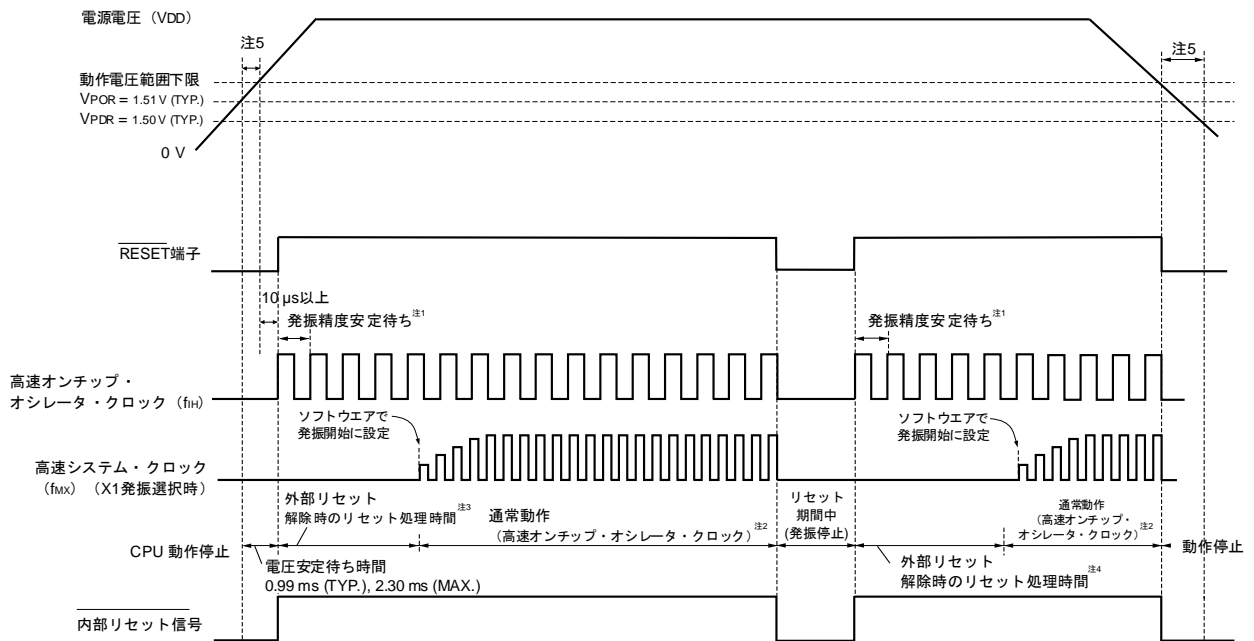 電源電圧（VDD）
注5
注5
動作電圧範囲下限
VPOR = 1.51 V (TYP.)
VPDR = 1.50 V (TYP.)
0 V
RESET端子
10 μs以上
発振精度安定待ち注1
発振精度安定待ち注1
高速オンチップ・
オシレータ・クロック（fIH）
ソフトウエアで
発振開始に設定
ソフトウエアで
発振開始に設定
高速システム・クロック
（fMX）（X1発振選択時）
外部リセット
解除時のリセット処理時間注3
通常動作
（高速オンチップ・オシレータ・クロック）注2
リセット
期間中
（発振停止）
通常動作
（高速オンチップ・
オシレータ・クロック）注2
CPU 動作停止
動作停止
電圧安定待ち時間
0.99 ms (TYP.), 2.30 ms (MAX.)
外部リセット
解除時のリセット処理時間注4
内部リセット信号